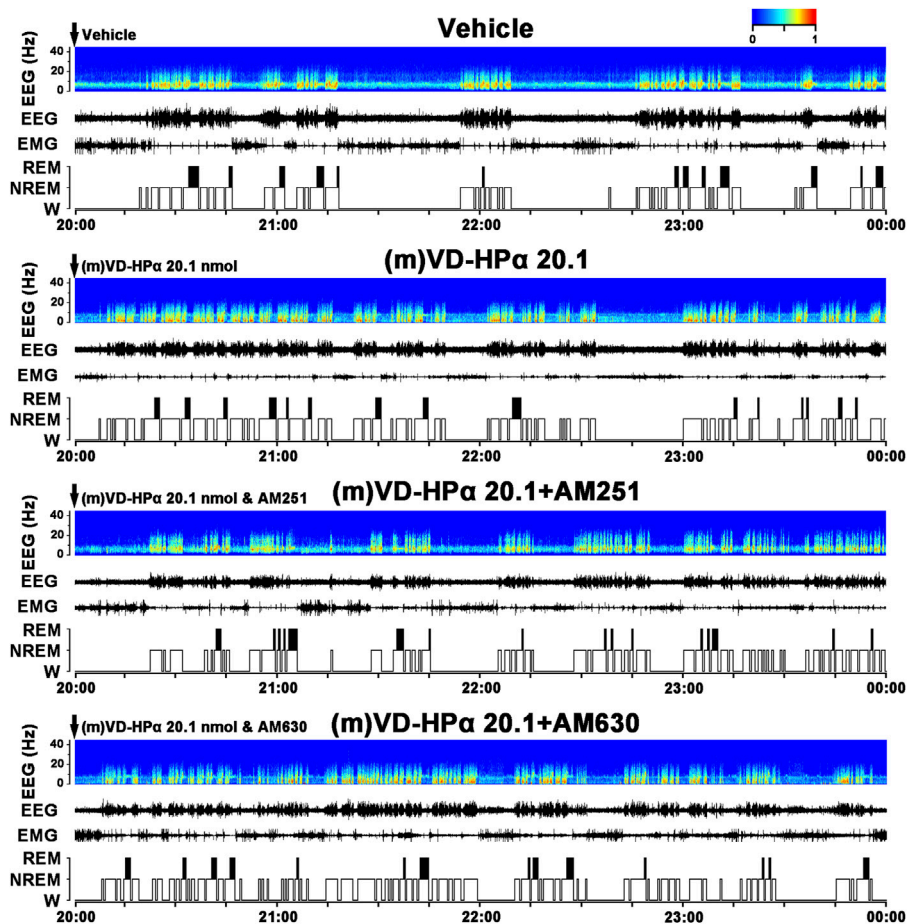 Vehicle
Vehicle
0 1
EEG (Hz)
40
20
0
EEG
EMG
REM
NREM
W
20:00 21:00 22:00 23:00 00:00
(m)VD-HPα 20.1 nmol
(m)VD-HPα 20.1
EEG (Hz)
40
20
0
EEG
EMG
REM
NREM
W
20:00 21:00 22:00 23:00 00:00
(m)VD-HPα 20.1 nmol & AM251
(m)VD-HPα 20.1+AM251
EEG (Hz)
40
20
0
EEG
EMG
REM
NREM
W
20:00 21:00 22:00 23:00 00:00
(m)VD-HPα 20.1 nmol & AM630
(m)VD-HPα 20.1+AM630
EEG (Hz)
40
20
0
EEG
EMG
REM
NREM
W
20:00 21:00 22:00 23:00 00:00